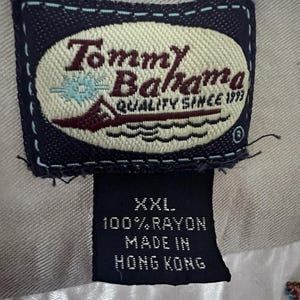 Tommy
Bahama
QUALITY SINCE 1993
®
XXL
100% RAYON
MADE IN
HONG KONG